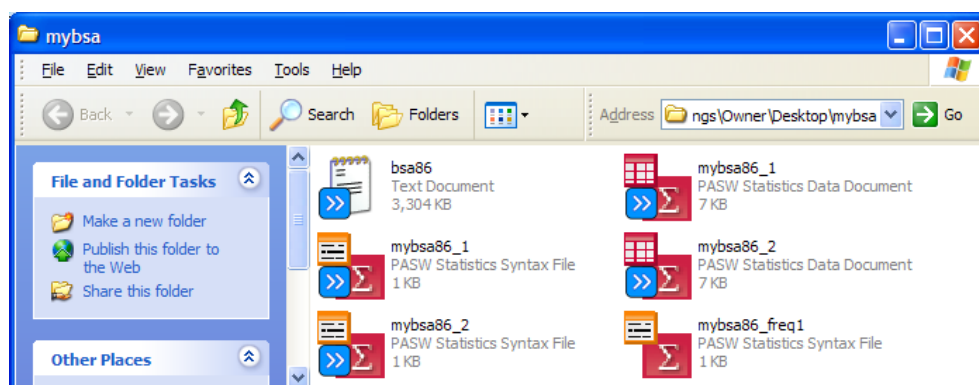 mybsa
File Edit View Favorites Tools Help
Back Search Folders Address ngs\Owner\Desktop\mybsa Go
File and Folder Tasks
Make a new folder
Publish this folder to
the Web
Share this folder
Other Places
bsa86
Text Document
3,304 KB
mybsa86_1
PASW Statistics Data Document
7 KB
mybsa86_1
PASW Statistics Syntax File
1 KB
mybsa86_2
PASW Statistics Data Document
7 KB
mybsa86_2
PASW Statistics Syntax File
1 KB
mybsa86_freq1
PASW Statistics Syntax File
1 KB